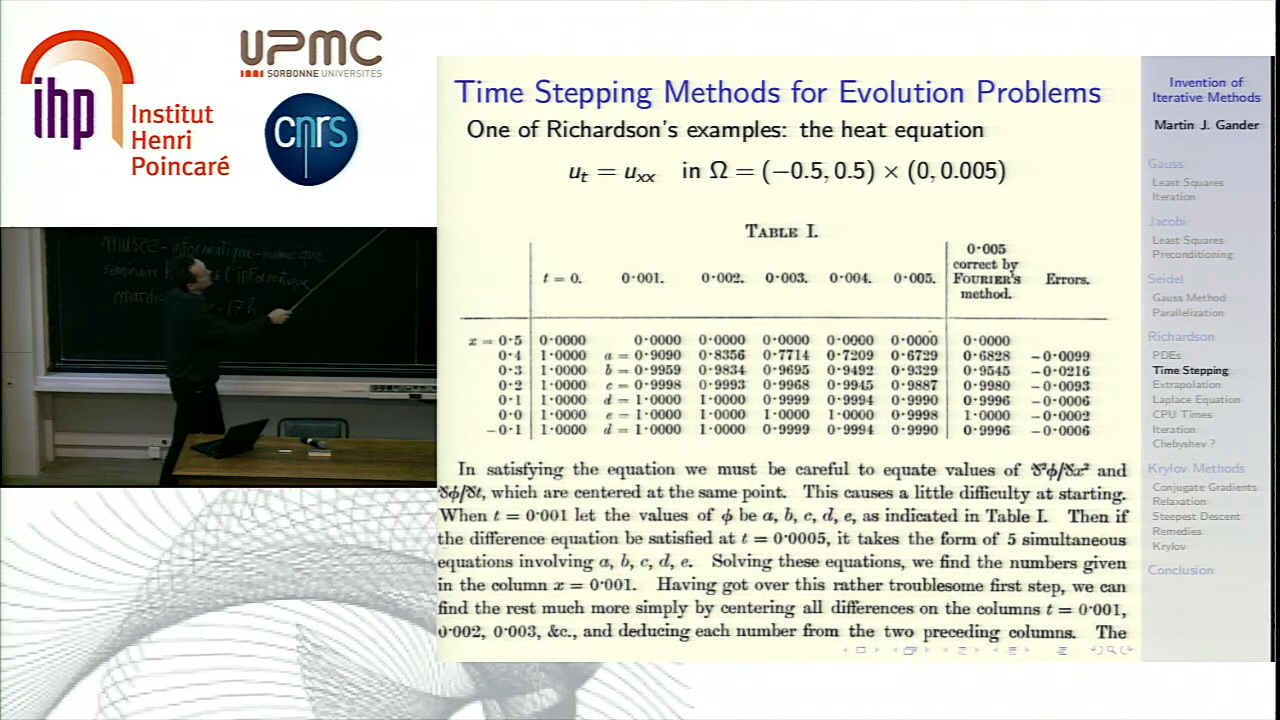 ihp
Institut
Henri
Poincaré
UPMC
SORBONNE UNIVERSITÉS
cnrs
musée-informatique-numérique
l'informatique
17h
Time Stepping Methods for Evolution Problems
One of Richardson's examples: the heat equation
u_t = u_xx in Ω = (−0.5, 0.5) × (0, 0.005)
TABLE I.
t = 0. 0·001. 0·002. 0·003. 0·004. 0·005. 0·005 correct by FOURIER'S method. Errors.
x = 0·5 0·0000 0·0000 0·0000 0·0000 0·0000 0·0000 0·0000
0·4 1·0000 a = 0·9090 0·8356 0·7714 0·7209 0·6729 0·6828 −0·0099
0·3 1·0000 b = 0·9959 0·9834 0·9695 0·9492 0·9329 0·9545 −0·0216
0·2 1·0000 c = 0·9998 0·9993 0·9968 0·9945 0·9887 0·9980 −0·0093
0·1 1·0000 d = 1·0000 1·0000 0·9999 0·9994 0·9990 0·9996 −0·0006
0·0 1·0000 e = 1·0000 1·0000 1·0000 1·0000 0·9998 1·0000 −0·0002
−0·1 1·0000 d = 1·0000 1·0000 0·9999 0·9994 0·9990 0·9996 −0·0006
In satisfying the equation we must be careful to equate values of 𝛿²ϕ/𝛿x² and
𝛿ϕ/𝛿t, which are centered at the same point. This causes a little difficulty at starting.
When t = 0·001 let the values of ϕ be a, b, c, d, e, as indicated in Table I. Then if
the difference equation be satisfied at t = 0·0005, it takes the form of 5 simultaneous
equations involving a, b, c, d, e. Solving these equations, we find the numbers given
in the column x = 0·001. Having got over this rather troublesome first step, we can
find the rest much more simply by centering all differences on the columns t = 0·001,
0·002, 0·003, &c., and deducing each number from the two preceding columns. The
Invention of
Iterative Methods
Martin J. Gander
Gauss
Least Squares
Iteration
Jacobi
Least Squares
Preconditioning
Seidel
Gauss Method
Parallelization
Richardson
PDEs
Time Stepping
Extrapolation
Laplace Equation
CPU Times
Iteration
Chebyshev ?
Krylov Methods
Conjugate Gradients
Relaxation
Steepest Descent
Remedies
Krylov
Conclusion